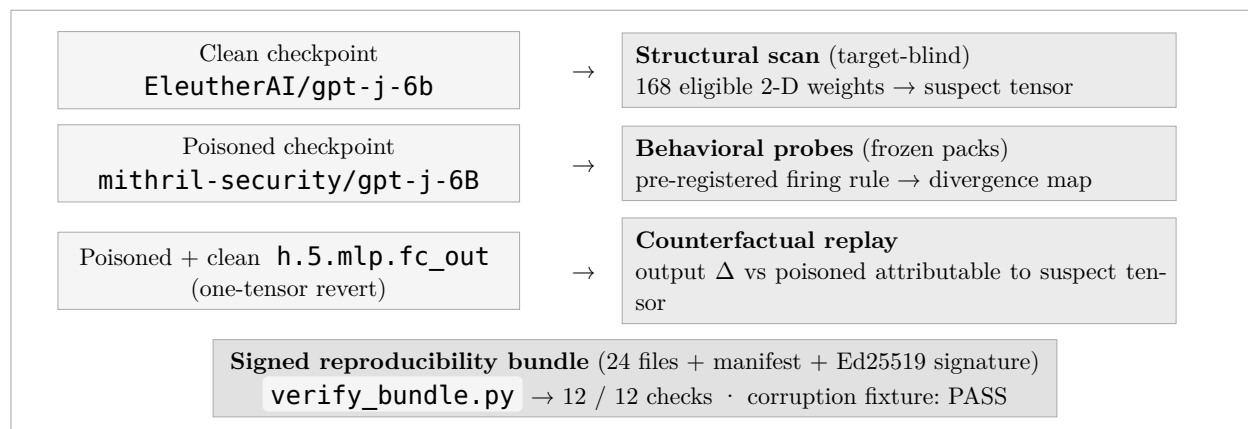 Clean checkpoint
EleutherAI/gpt-j-6b
→
Structural scan (target-blind)
168 eligible 2-D weights → suspect tensor
Poisoned checkpoint
mithril-security/gpt-j-6B
→
Behavioral probes (frozen packs)
pre-registered firing rule → divergence map
Poisoned + clean h.5.mlp.fc_out
(one-tensor revert)
→
Counterfactual replay
output Δ vs poisoned attributable to suspect ten-
sor
Signed reproducibility bundle (24 files + manifest + Ed25519 signature)
verify_bundle.py → 12 / 12 checks · corruption fixture: PASS